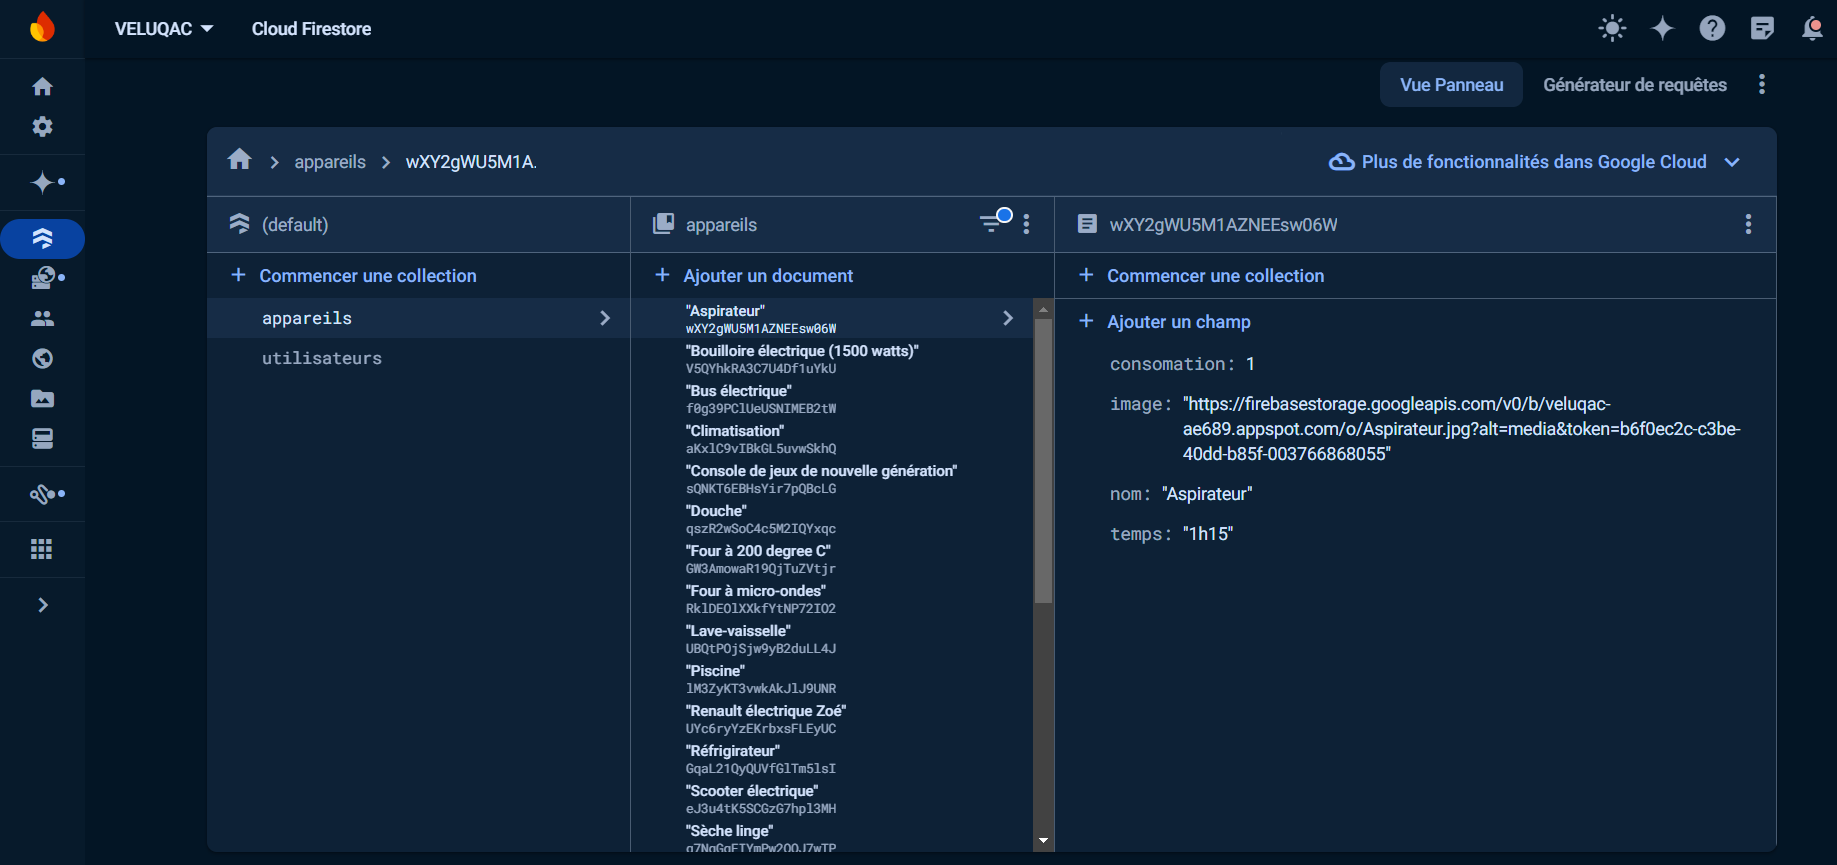 VELUQAC
Cloud Firestore
Vue Panneau
Générateur de requêtes
appareils
wXY2gWU5M1A.
Plus de fonctionnalités dans Google Cloud
(default)
Commencer une collection
appareils
utilisateurs
appareils
Ajouter un document
"Aspirateur"
wXY2gWU5M1AZNEEsw06W
"Bouilloire électrique (1500 watts)"
V5QYhkRA3C7U4Df1uYkU
"Bus électrique"
f0g39PClUeUSNIMEB2tW
"Climatisation"
aKxlC9vIBkGL5uvwSkhQ
"Console de jeux de nouvelle génération"
sQNKT6EBHsYir7pQBcLG
"Douche"
qszR2wSoC4c5M2IQYxqc
"Four à 200 degree C"
GW3AmowaR19QjTuZVtjr
"Four à micro-ondes"
RklDEOlXXkfYtNP72IO2
"Lave-vaisselle"
UBQtPOjSjw9yB2duLL4J
"Piscine"
lM3ZyKT3vwkAkJlJ9UNR
"Renault électrique Zoé"
UYc6ryYzEKrbxsFLEyUC
"Réfrigirateur"
GqaL21QyQUVfGlTm5lsI
"Scooter électrique"
eJ3u4tK5SCGzG7hpl3MH
"Sèche linge"
wXY2gWU5M1AZNEEsw06W
Commencer une collection
Ajouter un champ
consomation: 1
image: "https://firebasestorage.googleapis.com/v0/b/veluqac-
ae689.appspot.com/o/Aspirateur.jpg?alt=media&token=b6f0ec2c-c3be-
40dd-b85f-003766868055"
nom: "Aspirateur"
temps: "1h15"